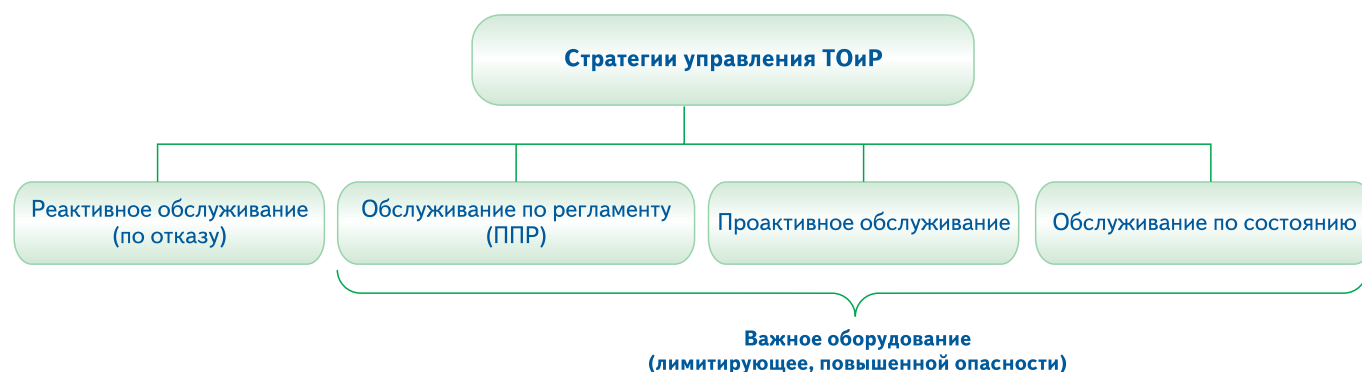 Стратегии управления ТОиР
Реактивное обслуживание
(по отказу)
Обслуживание по регламенту
(ППР)
Проактивное обслуживание
Обслуживание по состоянию
Важное оборудование
(лимитирующее, повышенной опасности)